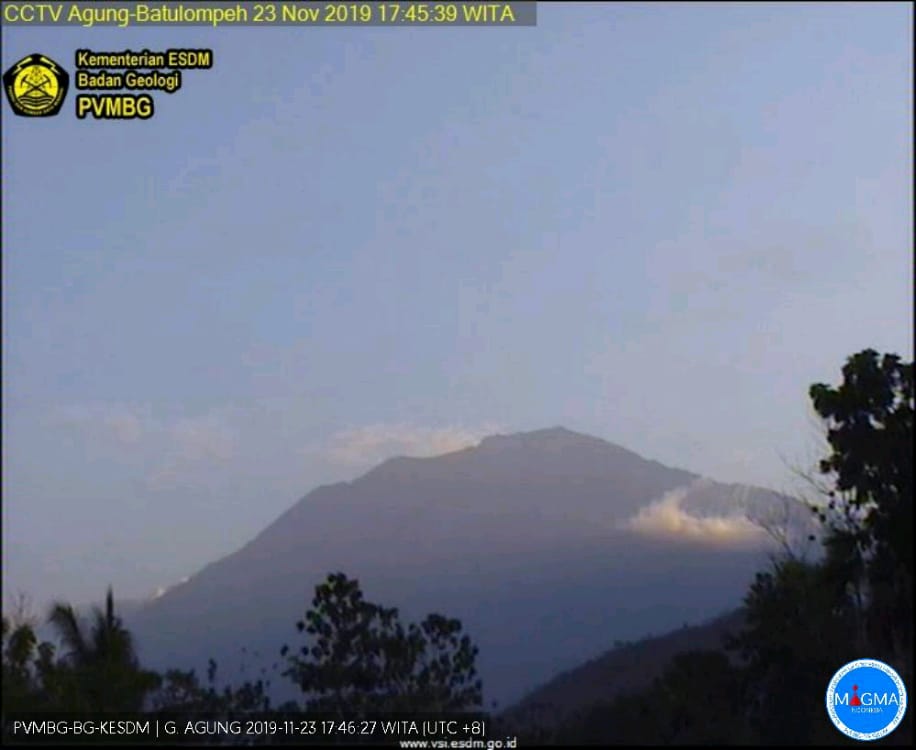 CCTV Agung-Batulompeh 23 Nov 2019 17:45:39 WITA
Kementerian ESDM
Badan Geologi
PVMBG
MAGMA
INDONESIA
PVMBG-BG-KESDM | G. AGUNG 2019-11-23 17:46:27 WITA (UTC +8)
www.vsi.esdm.go.id